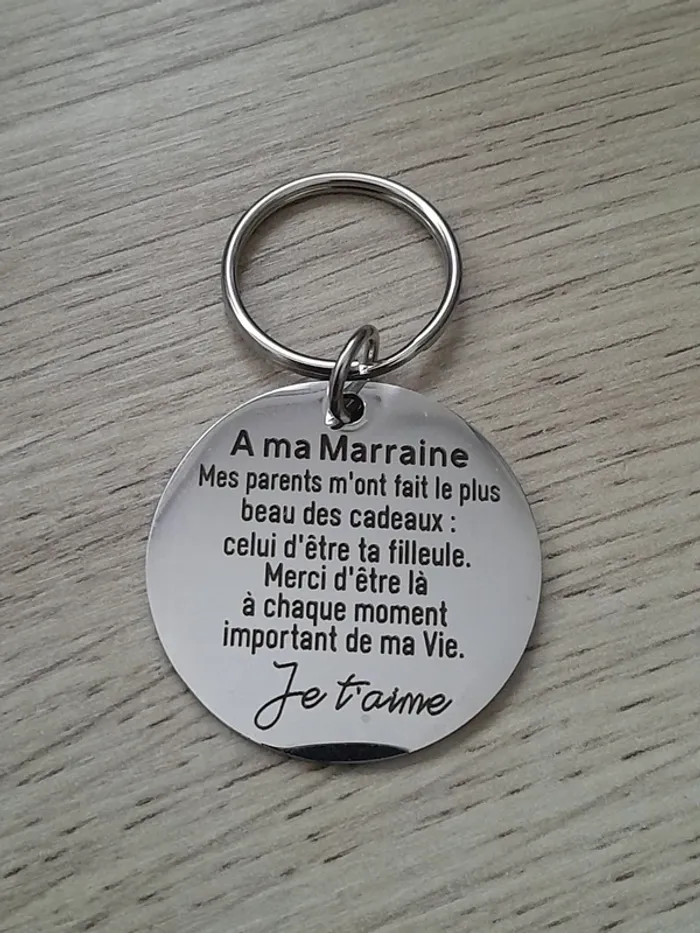 A ma Marraine
Mes parents m'ont fait le plus
beau des cadeaux :
celui d'être ta filleule.
Merci d'être là
à chaque moment
important de ma Vie.
Je t'aime